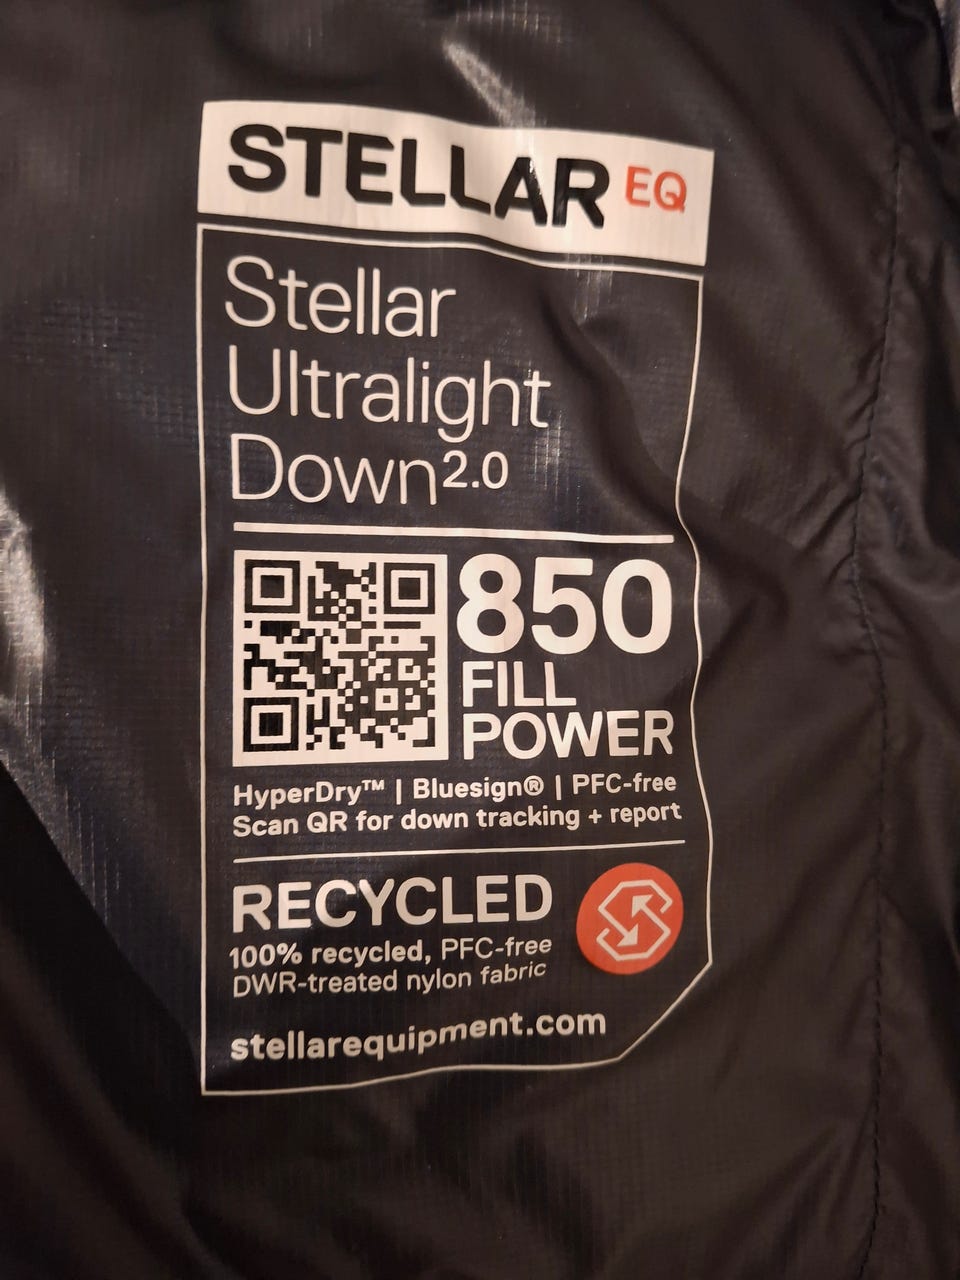 STELLAR EQ
Stellar
Ultralight
Down2.0
850
FILL
POWER
HyperDry™ | Bluesign® | PFC-free
Scan QR for down tracking + report
RECYCLED
100% recycled, PFC-free
DWR-treated nylon fabric
stellarequipment.com